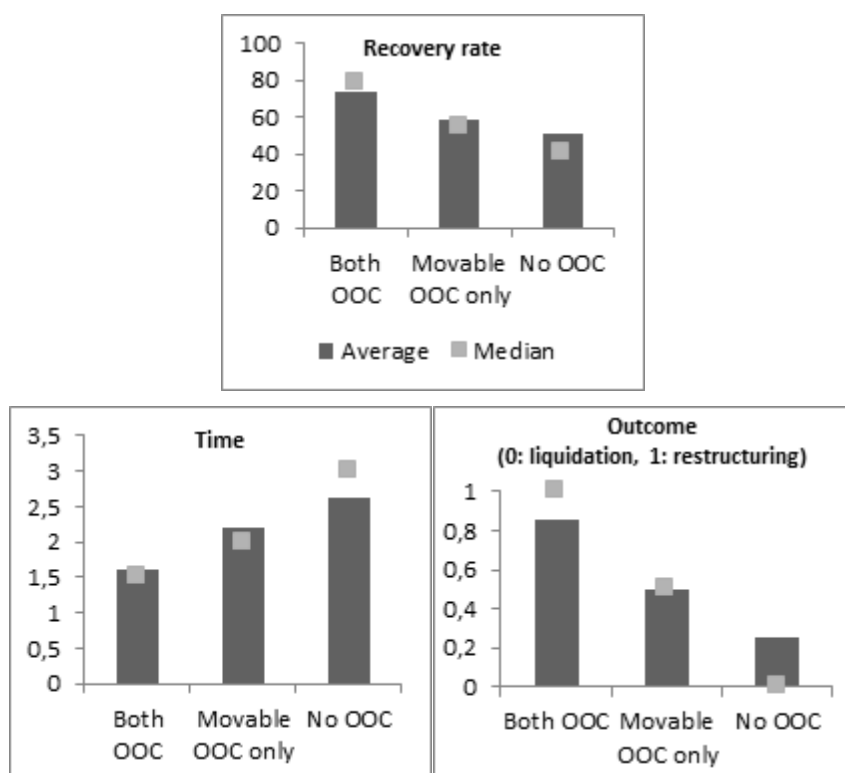 Recovery rate
100
80
60
40
20
0
Both
OOC
Movable
OOC only
No OOC
Average
Median
Time
3,5
3
2,5
2
1,5
1
0,5
0
Both
OOC
Movable
OOC only
No OOC
Outcome
(0: liquidation, 1: restructuring)
1
0,8
0,6
0,4
0,2
0
Both OOC
Movable
OOC only
No OOC